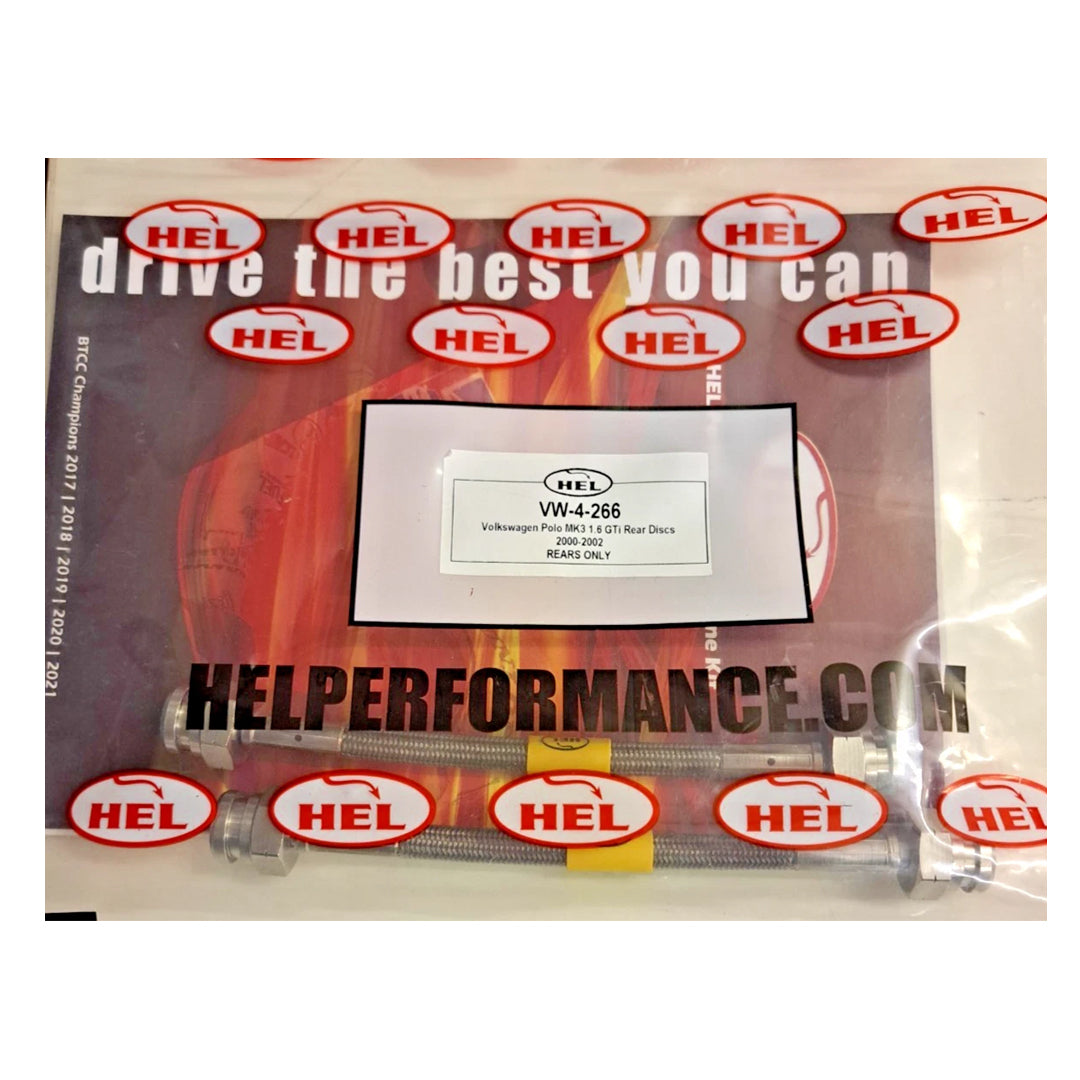 HEL HEL HEL HEL HEL
drive the best you can
HEL HEL HEL HEL
BTCC Champions 2017 | 2018 | 2019 | 2020 | 2021
HEL
HEL
VW-4-266
Volkswagen Polo MK3 1.6 GTi Rear Discs
2000-2002
REARS ONLY
HELPERFORMANCE.COM
HEL
HEL HEL HEL HEL HEL